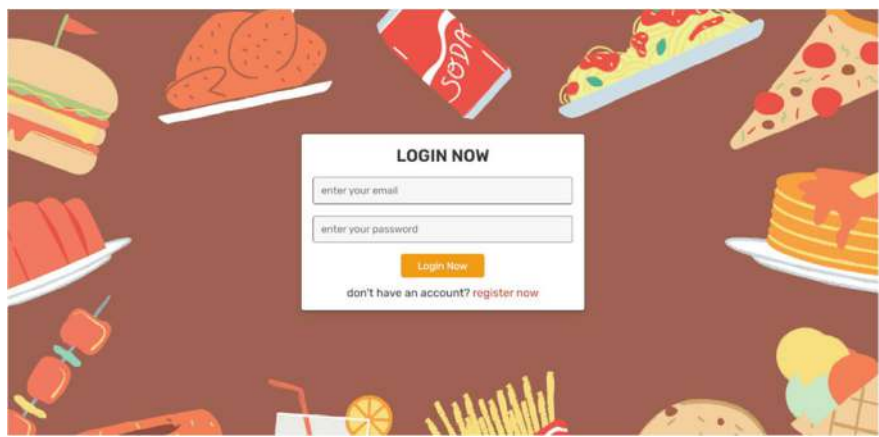 SODA
LOGIN NOW
enter your email
enter your password
Login Now
don't have an account? register now